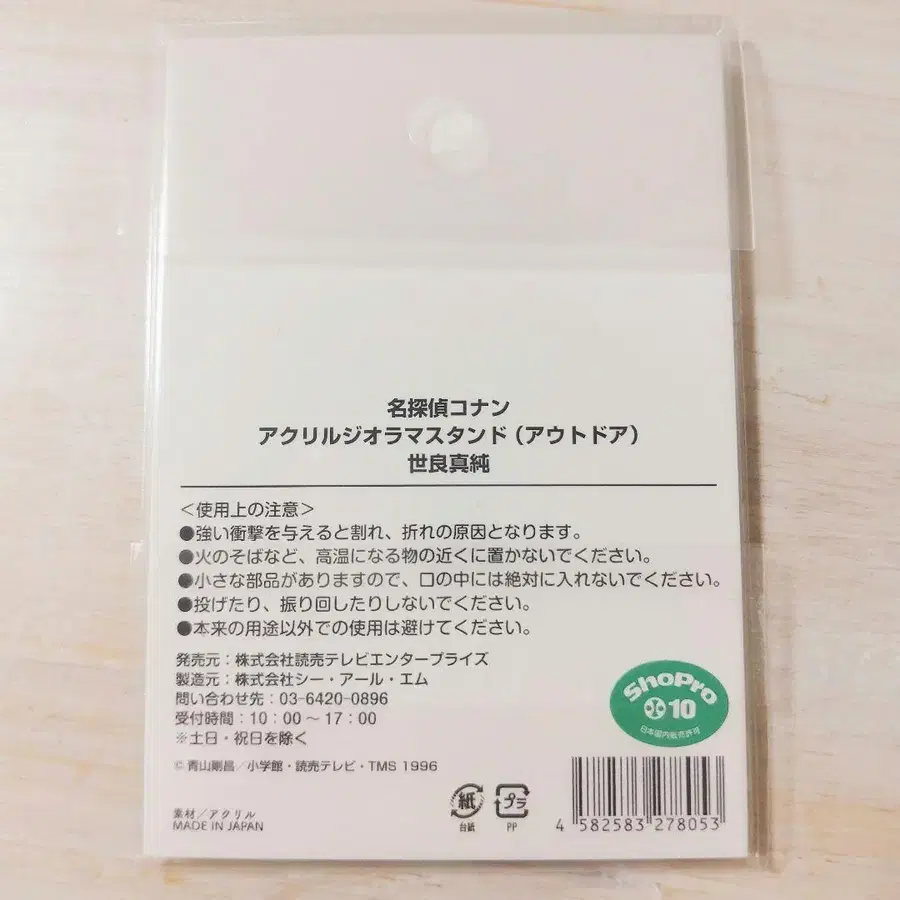 名探偵コナン
アクリルジオラマスタンド（アウトドア）
世良真純
＜使用上の注意＞
●強い衝撃を与えると割れ、折れの原因となります。
●火のそばなど、高温になる物の近くに置かないでください。
●小さな部品がありますので、口の中には絶対に入れないでください。
●投げたり、振り回したりしないでください。
●本来の用途以外での使用は避けてください。
発売元：株式会社読売テレビエンタープライズ
製造元：株式会社シー・アール・エム
問い合わせ先：03-6420-0896
受付時間：10：00～17：00
※土日・祝日を除く
©青山剛昌／小学館・読売テレビ・TMS 1996
ShoPro
10
日本国内販売許可
素材／アクリル
MADE IN JAPAN
紙
台紙
プラ
PP
4 582583 278053